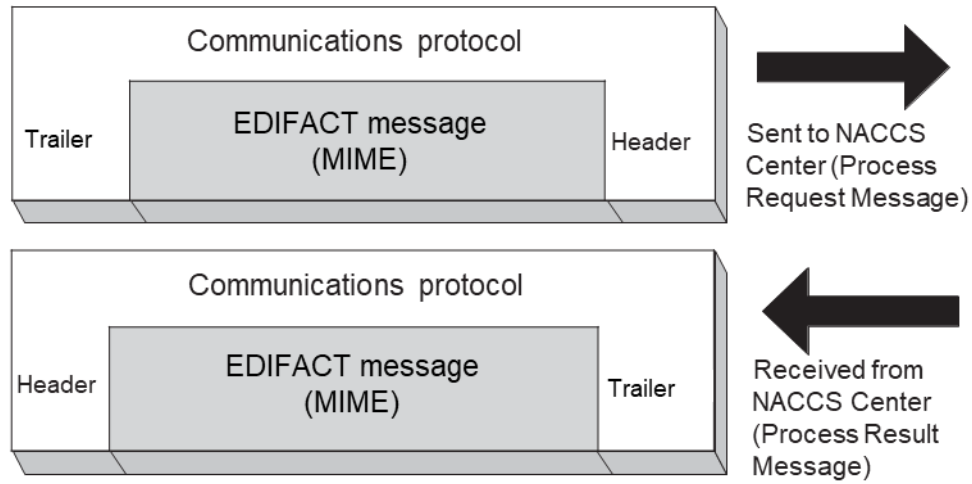 Communications protocol
Trailer
EDIFACT message
(MIME)
Header
Sent to NACCS
Center (Process
Request Message)
Communications protocol
Header
EDIFACT message
(MIME)
Trailer
Received from
NACCS Center
(Process Result
Message)